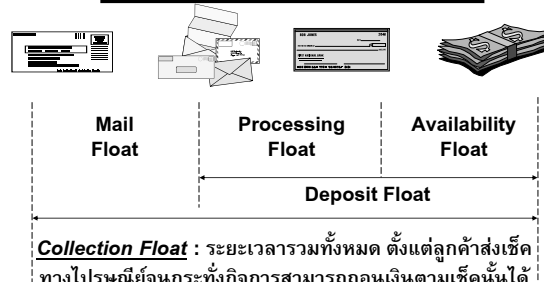 Mail
Float
Processing
Float
Availability
Float
Deposit Float
Collection Float : ระยะเวลารวมทั้งหมด ตั้งแต่ลูกค้าส่งเช็ค
ทางไปรษณีย์จนกระทั่งกิจการสามารถถอนเงินตามเช็คนั้นได้